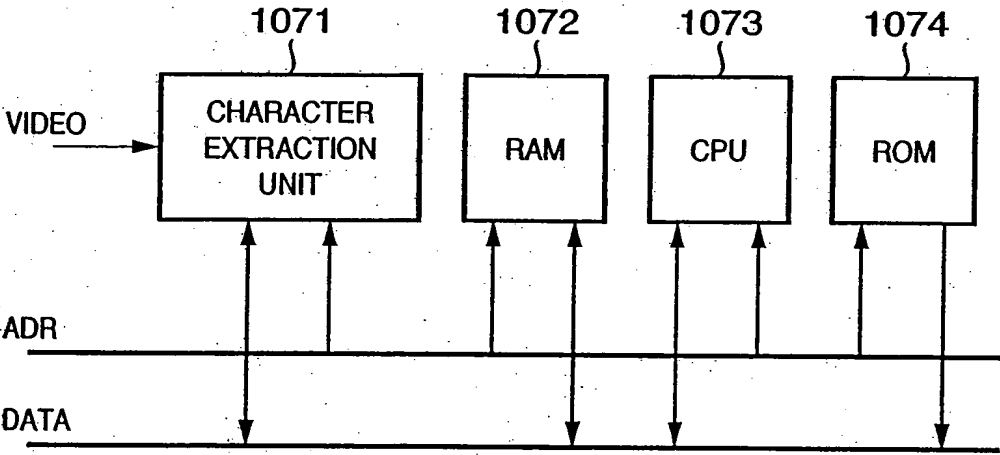 1071 1072 1073 1074
VIDEO
CHARACTER
EXTRACTION
UNIT
RAM
CPU
ROM
ADR
DATA